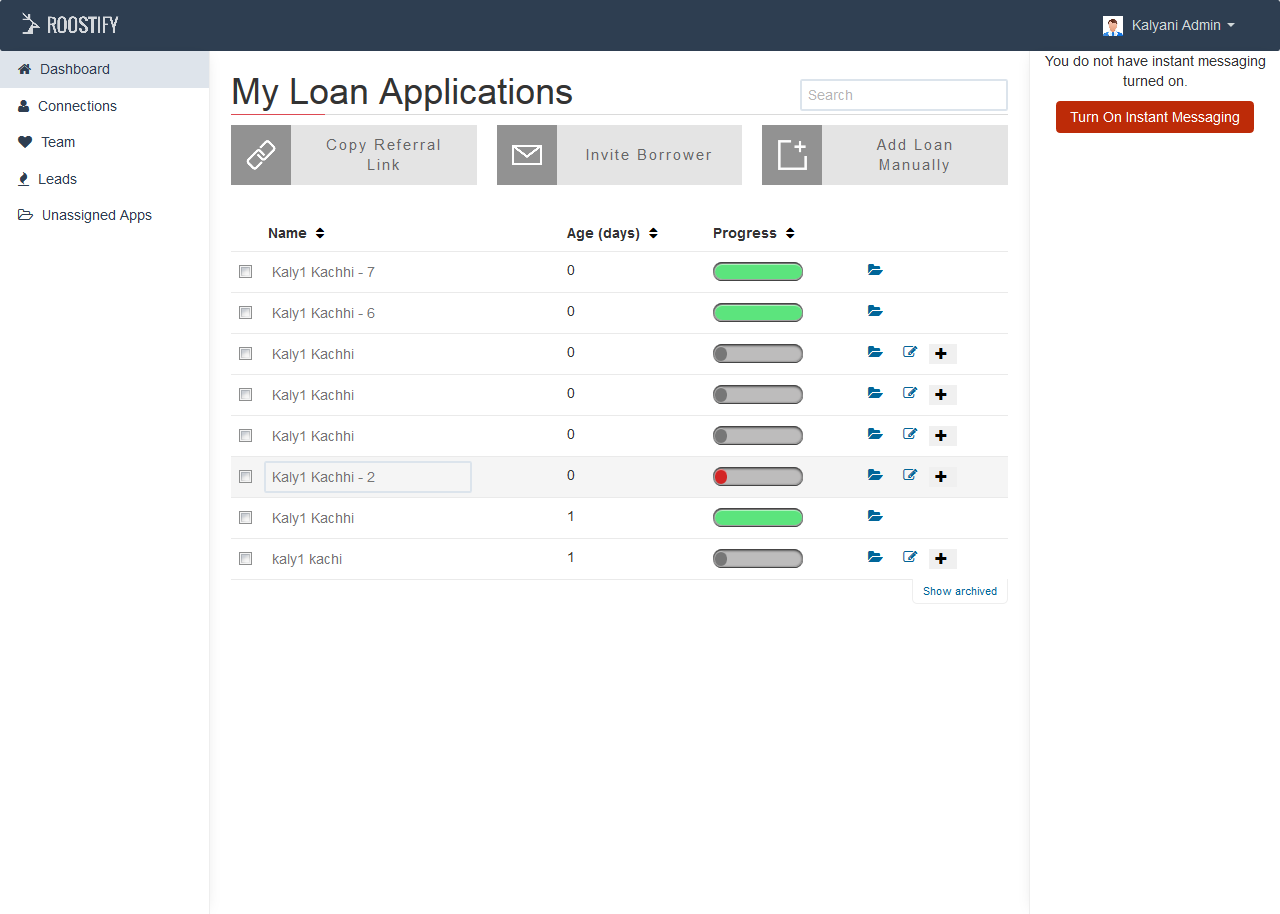 ROOSTIFY
Kalyani Admin
Dashboard
Connections
Team
Leads
Unassigned Apps
My Loan Applications
Search
Copy Referral
Link
Invite Borrower
Add Loan
Manually
Name Age (days) Progress
Kaly1 Kachhi - 7 0
Kaly1 Kachhi - 6 0
Kaly1 Kachhi 0
Kaly1 Kachhi 0
Kaly1 Kachhi 0
Kaly1 Kachhi - 2 0
Kaly1 Kachhi 1
kaly1 kachi 1
Show archived
You do not have instant messaging
turned on.
Turn On Instant Messaging